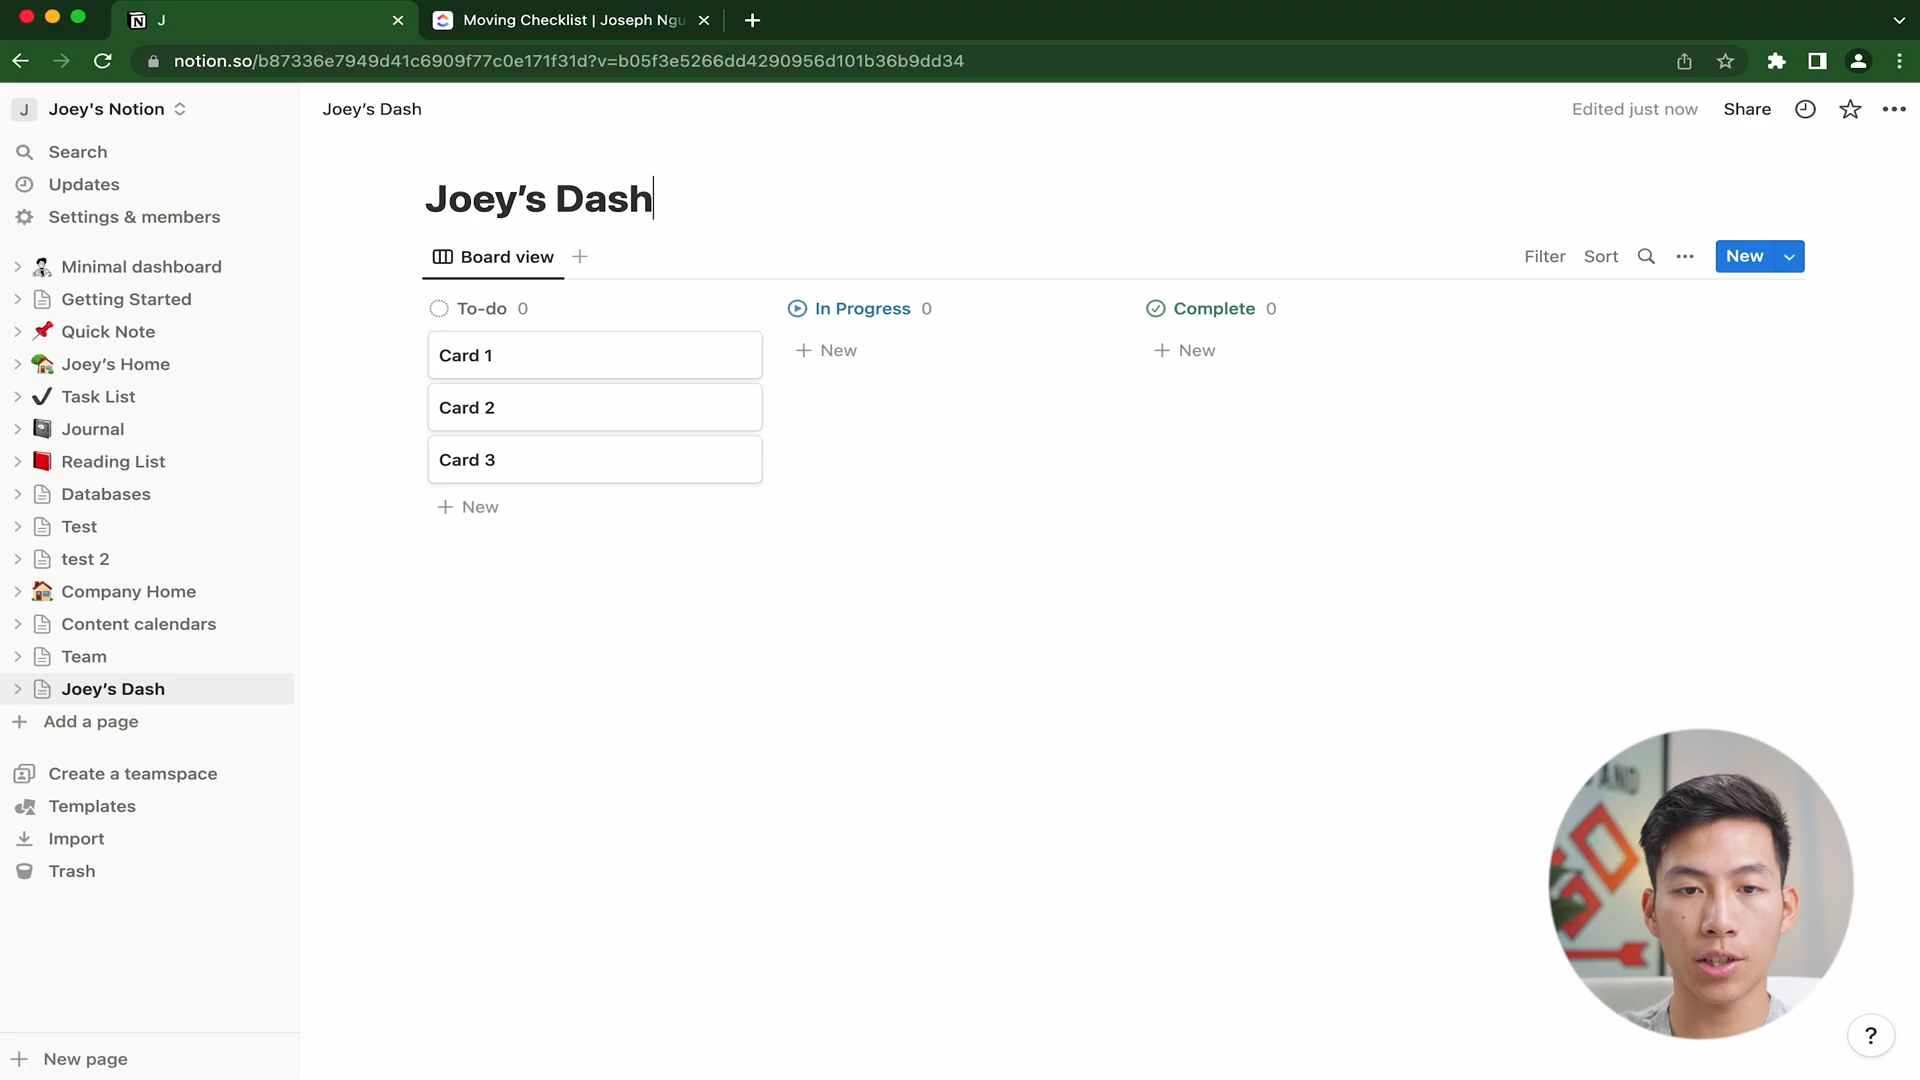 J
Moving Checklist | Joseph Ngu
notion.so/b87336e7949d41c6909f77c0e171f31d?v=b05f3e5266dd4290956d101b36b9dd34
J Joey's Notion
Joey’s Dash
Edited just now
Share
Search
Updates
Settings & members
Minimal dashboard
Getting Started
Quick Note
Joey’s Home
Task List
Journal
Reading List
Databases
Test
test 2
Company Home
Content calendars
Team
Joey’s Dash
Add a page
Create a teamspace
Templates
Import
Trash
New page
Joey’s Dash
Board view
Filter Sort New
To-do 0
Card 1
Card 2
Card 3
New
In Progress 0
New
Complete 0
New
?